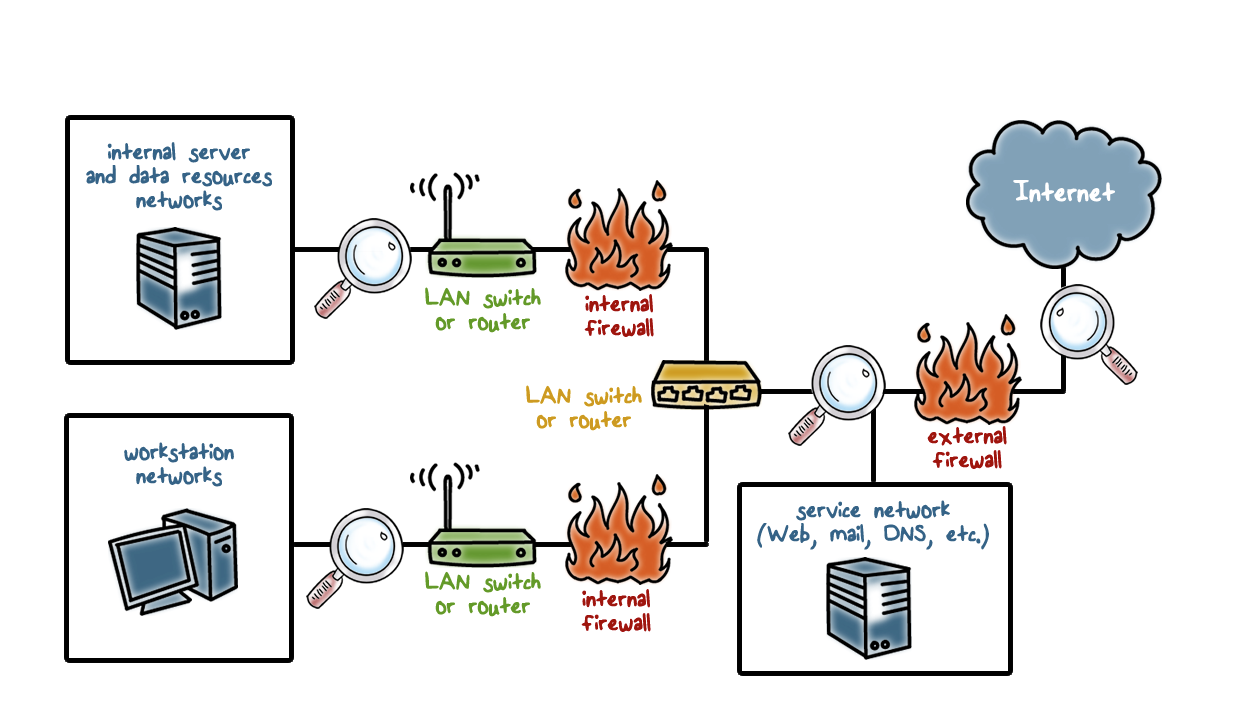 internal server
and data resources
networks
LAN switch
or router
internal
firewall
Internet
LAN switch
or router
external
firewall
workstation
networks
LAN switch
or router
internal
firewall
service network
(Web, mail, DNS, etc.)